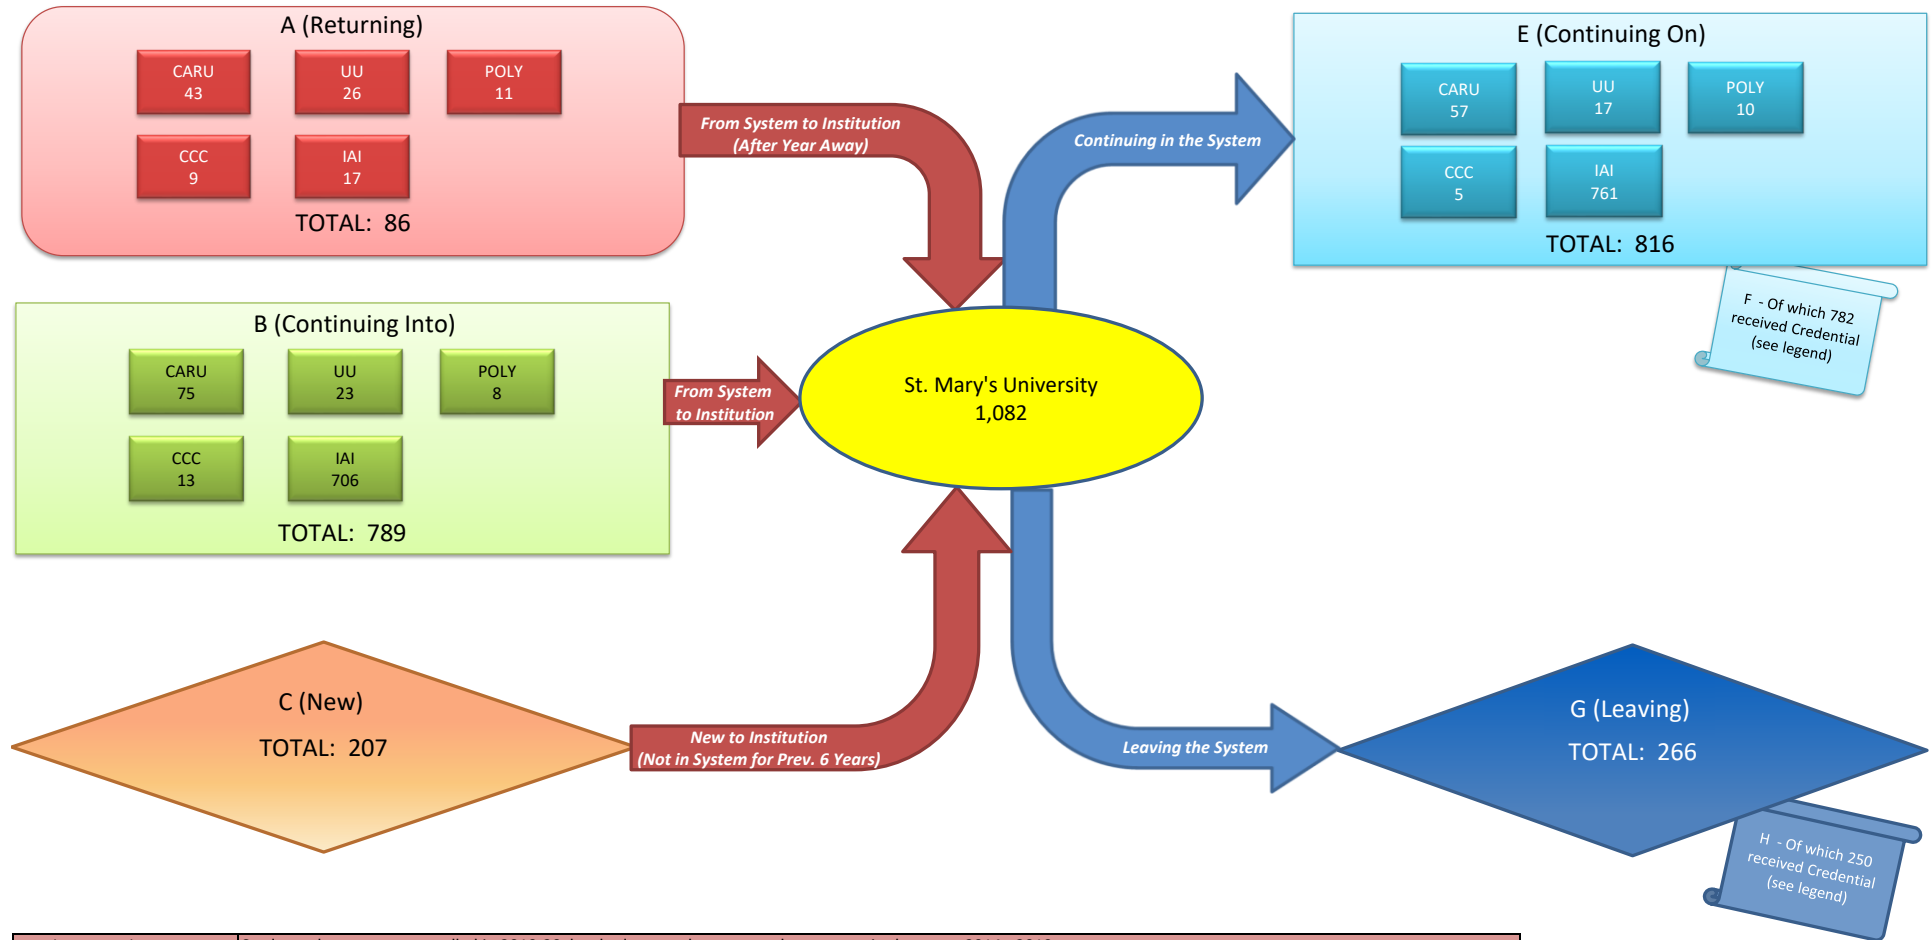 A (Returning)
CARU
43
UU
26
POLY
11
CCC
9
IAI
17
TOTAL: 86
From System to Institution
(After Year Away)
B (Continuing Into)
CARU
75
UU
23
POLY
8
CCC
13
IAI
706
TOTAL: 789
From System
to Institution
C (New)
TOTAL: 207
New to Institution
(Not in System for Prev. 6 Years)
St. Mary's University
1,082
Continuing in the System
E (Continuing On)
CARU
57
UU
17
POLY
10
CCC
5
IAI
761
TOTAL: 816
F - Of which 782
received Credential
(see legend)
Leaving the System
G (Leaving)
TOTAL: 266
H - Of which 250
received Credential
(see legend)